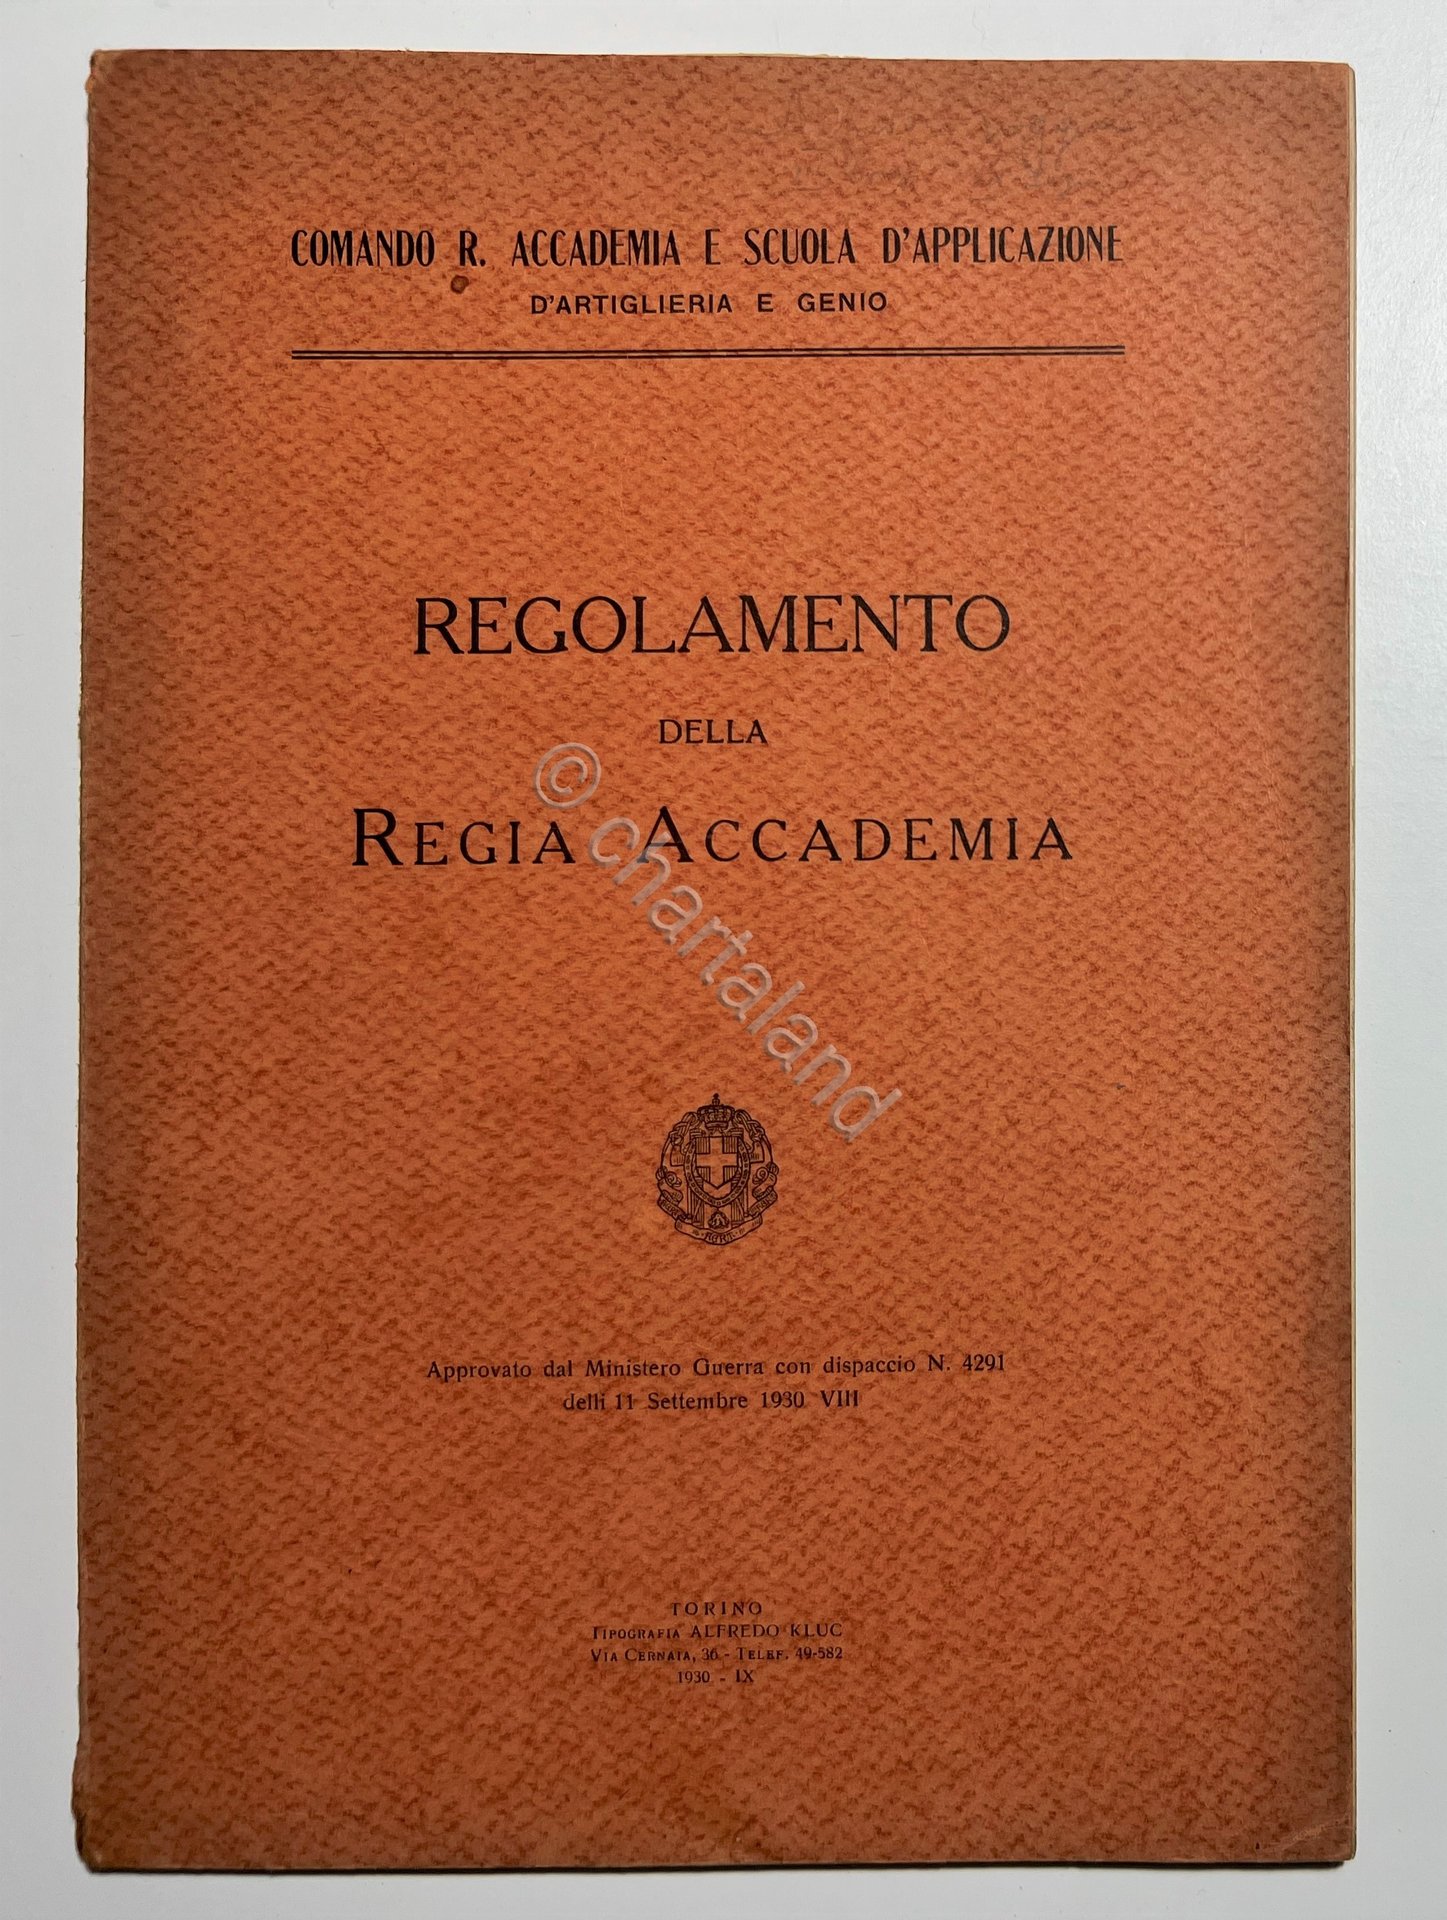 COMANDO R. ACCADEMIA E SCUOLA D'APPLICAZIONE
D'ARTIGLIERIA E GENIO
REGOLAMENTO
DELLA
REGIA ACCADEMIA
© chartaland
FERT
Approvato dal Ministero Guerra con dispaccio N. 4291
delli 11 Settembre 1930 VIII
TORINO
TIPOGRAFIA ALFREDO KLUC
VIA CERNAIA, 36 - TELEF. 49-582
1930 - IX